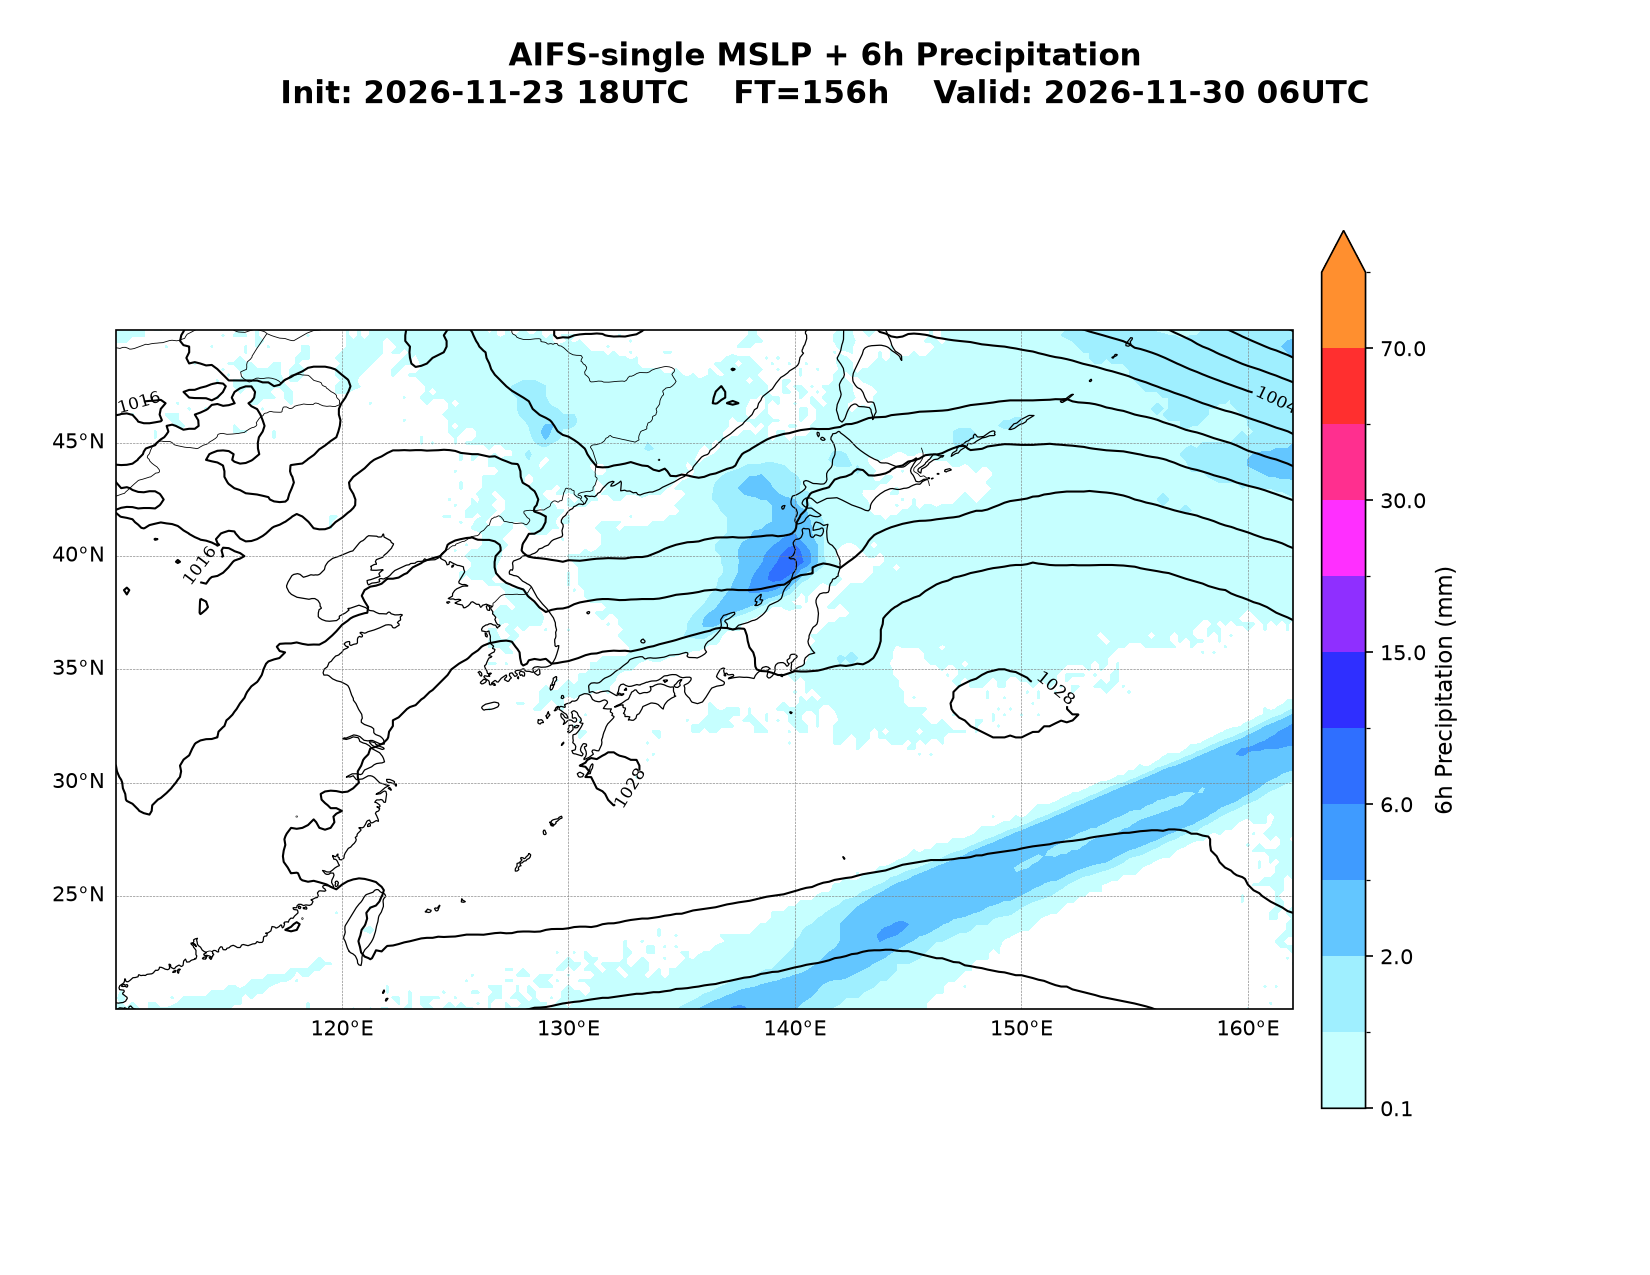 AIFS-single MSLP + 6h Precipitation
Init: 2026-11-23 18UTC    FT=156h    Valid: 2026-11-30 06UTC
1016
1004
1016
1028
1028
45°N
40°N
35°N
30°N
25°N
120°E
130°E
140°E
150°E
160°E
70.0
30.0
15.0
6.0
2.0
0.1
6h Precipitation (mm)